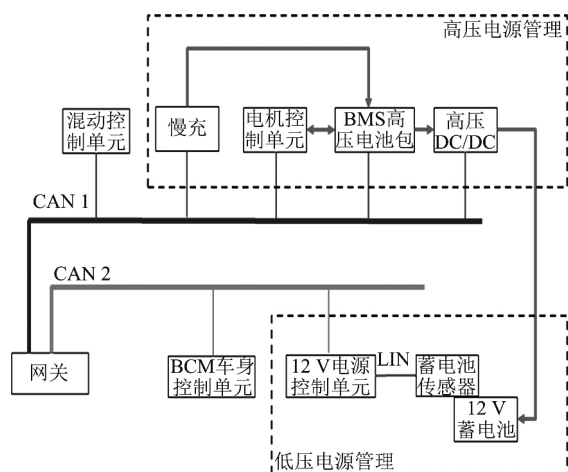 高压电源管理
混动控
制单元
慢充
电机控
制单元
BMS高
压电池包
高压
DC/DC
CAN 1
CAN 2
网关
BCM车身
控制单元
12 V电源
控制单元
LIN
蓄电池
传感器
12 V
蓄电池
低压电源管理